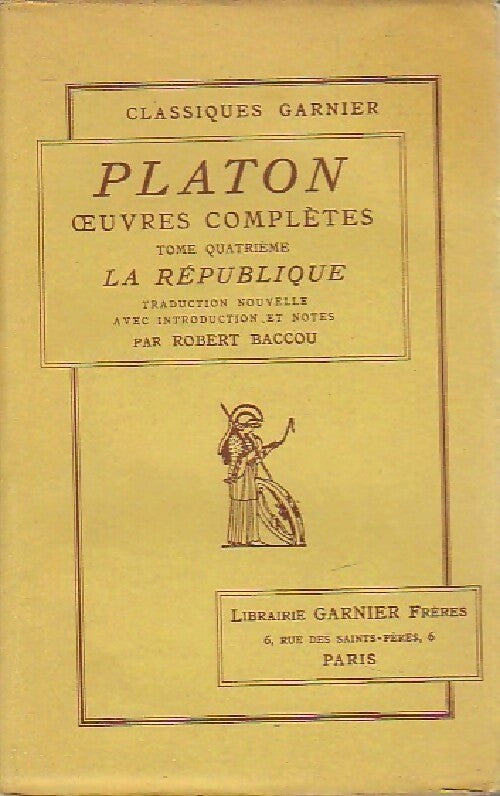 CLASSIQUES GARNIER
PLATON
ŒUVRES COMPLÈTES
TOME QUATRIÈME
LA RÉPUBLIQUE
TRADUCTION NOUVELLE
AVEC INTRODUCTION ET NOTES
PAR ROBERT BACCOU
LIBRAIRIE GARNIER FRÈRES
6, RUE DES SAINTS-PÈRES, 6
PARIS